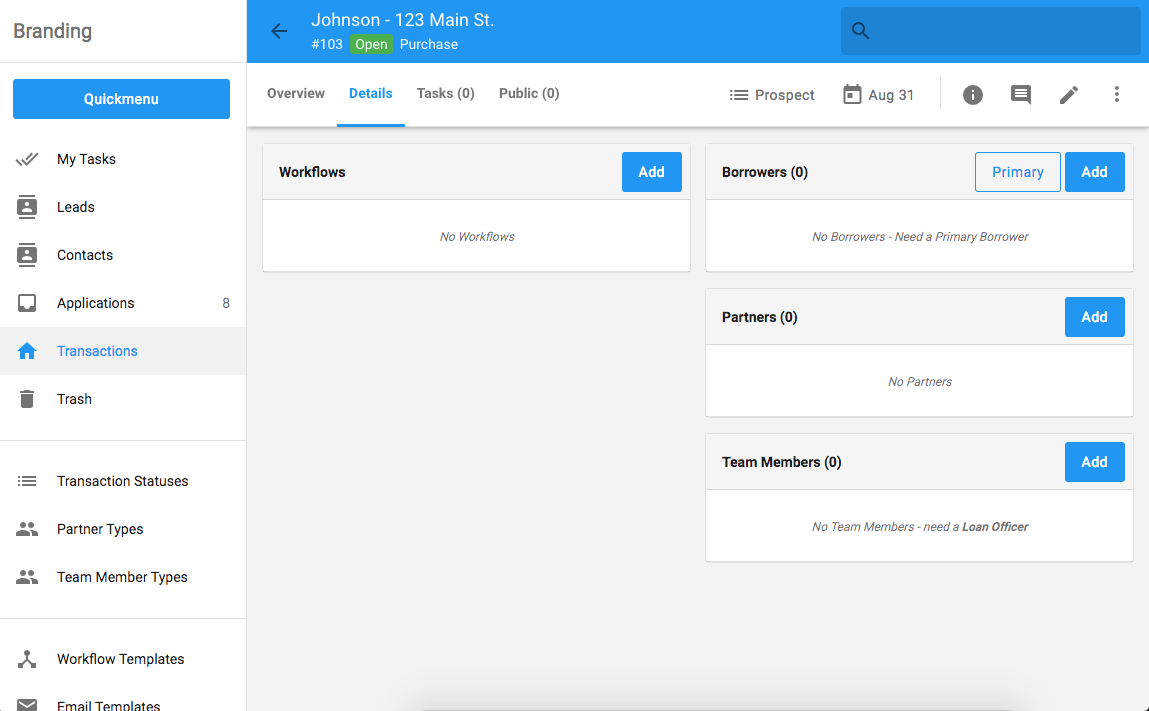 Branding
Quickmenu
My Tasks
Leads
Contacts
Applications 8
Transactions
Trash
Transaction Statuses
Partner Types
Team Member Types
Workflow Templates
Email Templates
Johnson - 123 Main St.
#103 Open Purchase
Overview Details Tasks (0) Public (0) Prospect Aug 31
Workflows Add
No Workflows
Borrowers (0) Primary Add
No Borrowers - Need a Primary Borrower
Partners (0) Add
No Partners
Team Members (0) Add
No Team Members - need a Loan Officer